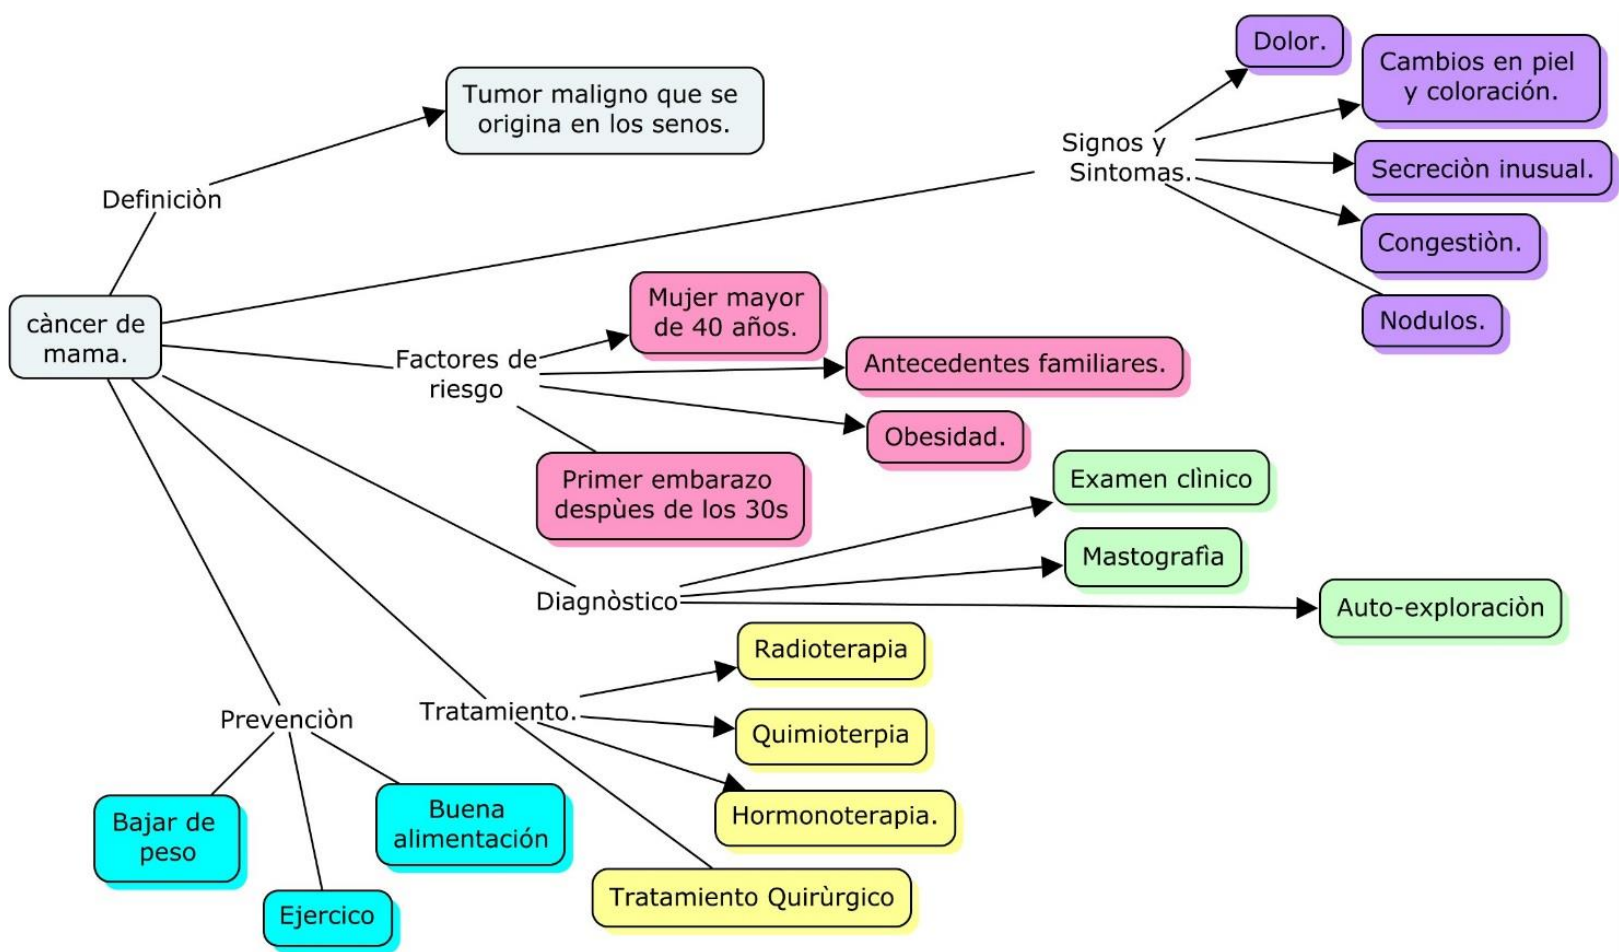 càncer de
mama.
Definiciòn
Tumor maligno que se
origina en los senos.
Signos y
Sintomas.
Dolor.
Cambios en piel
y coloración.
Secreciòn inusual.
Congestiòn.
Nodulos.
Factores de
riesgo
Mujer mayor
de 40 años.
Antecedentes familiares.
Obesidad.
Primer embarazo
despùes de los 30s
Diagnòstico
Examen clìnico
Mastografìa
Auto-exploraciòn
Tratamiento.
Radioterapia
Quimioterpia
Hormonoterapia.
Tratamiento Quirùrgico
Prevenciòn
Bajar de
peso
Ejercico
Buena
alimentación